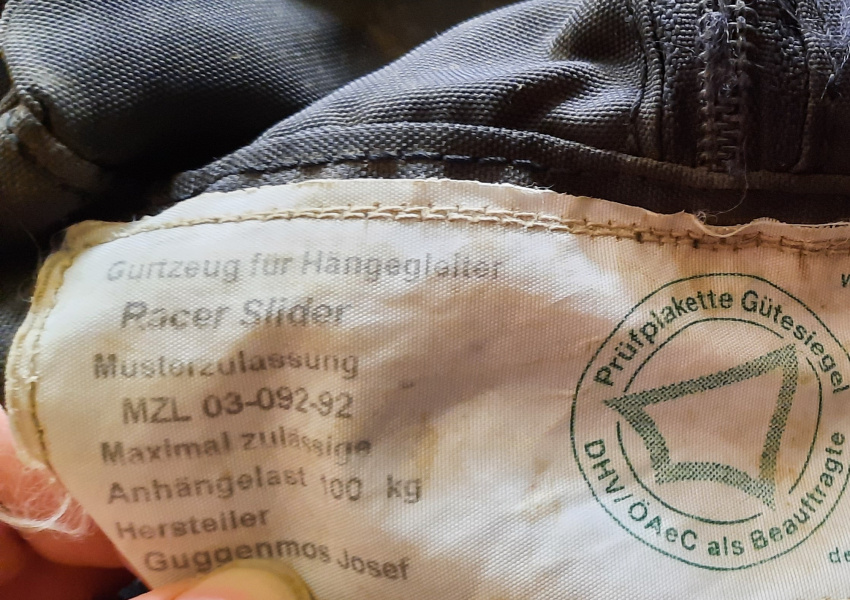 Gurtzeug für Hängegleiter
Racer Slider
Musterzulassung
MZL 03-092-92
Maximal zulässige
Anhängelast 100 kg
Hersteller
Guggenmos Josef
Prüfplakette Gütesiegel
DHV/ÖAeC als Beauftragte